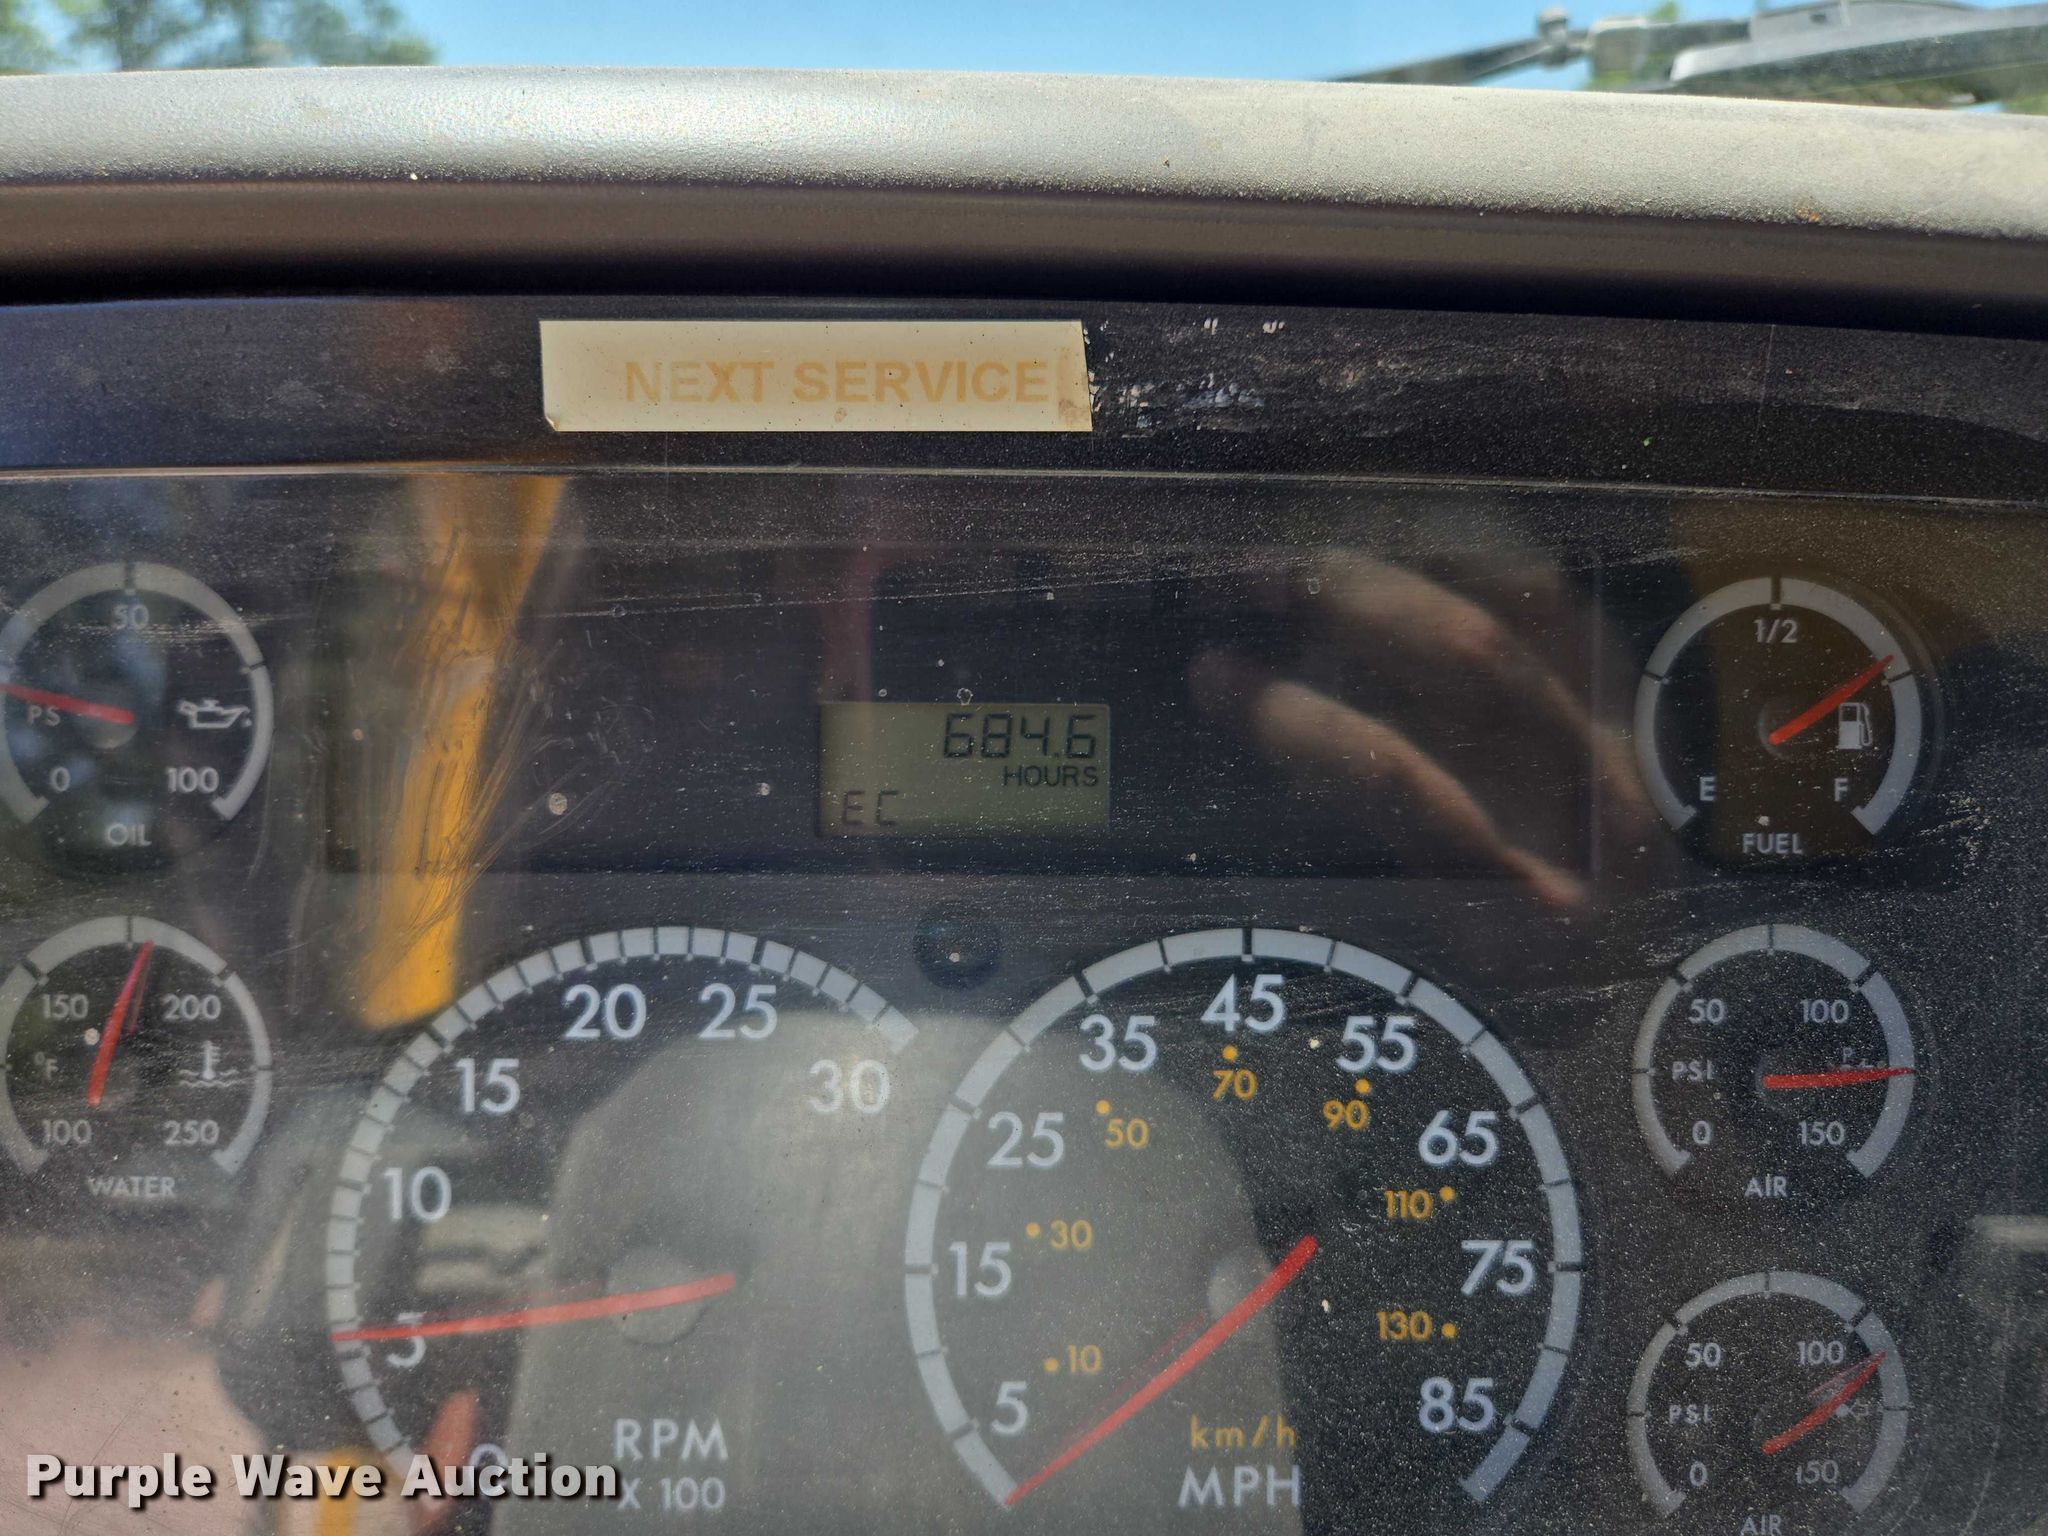 NEXT SERVICE
50
PS
0
100
OIL
684.6
HOURS
EC
1/2
E
F
FUEL
150
200
°F
100
250
WATER
0
5
10
15
20
25
30
RPM
X 100
5
15
25
35
45
55
65
75
85
10
30
50
70
90
110
130
km/h
MPH
50
100
PSI
0
150
AIR
50
100
PSI
0
150
AIR
Purple Wave Auction